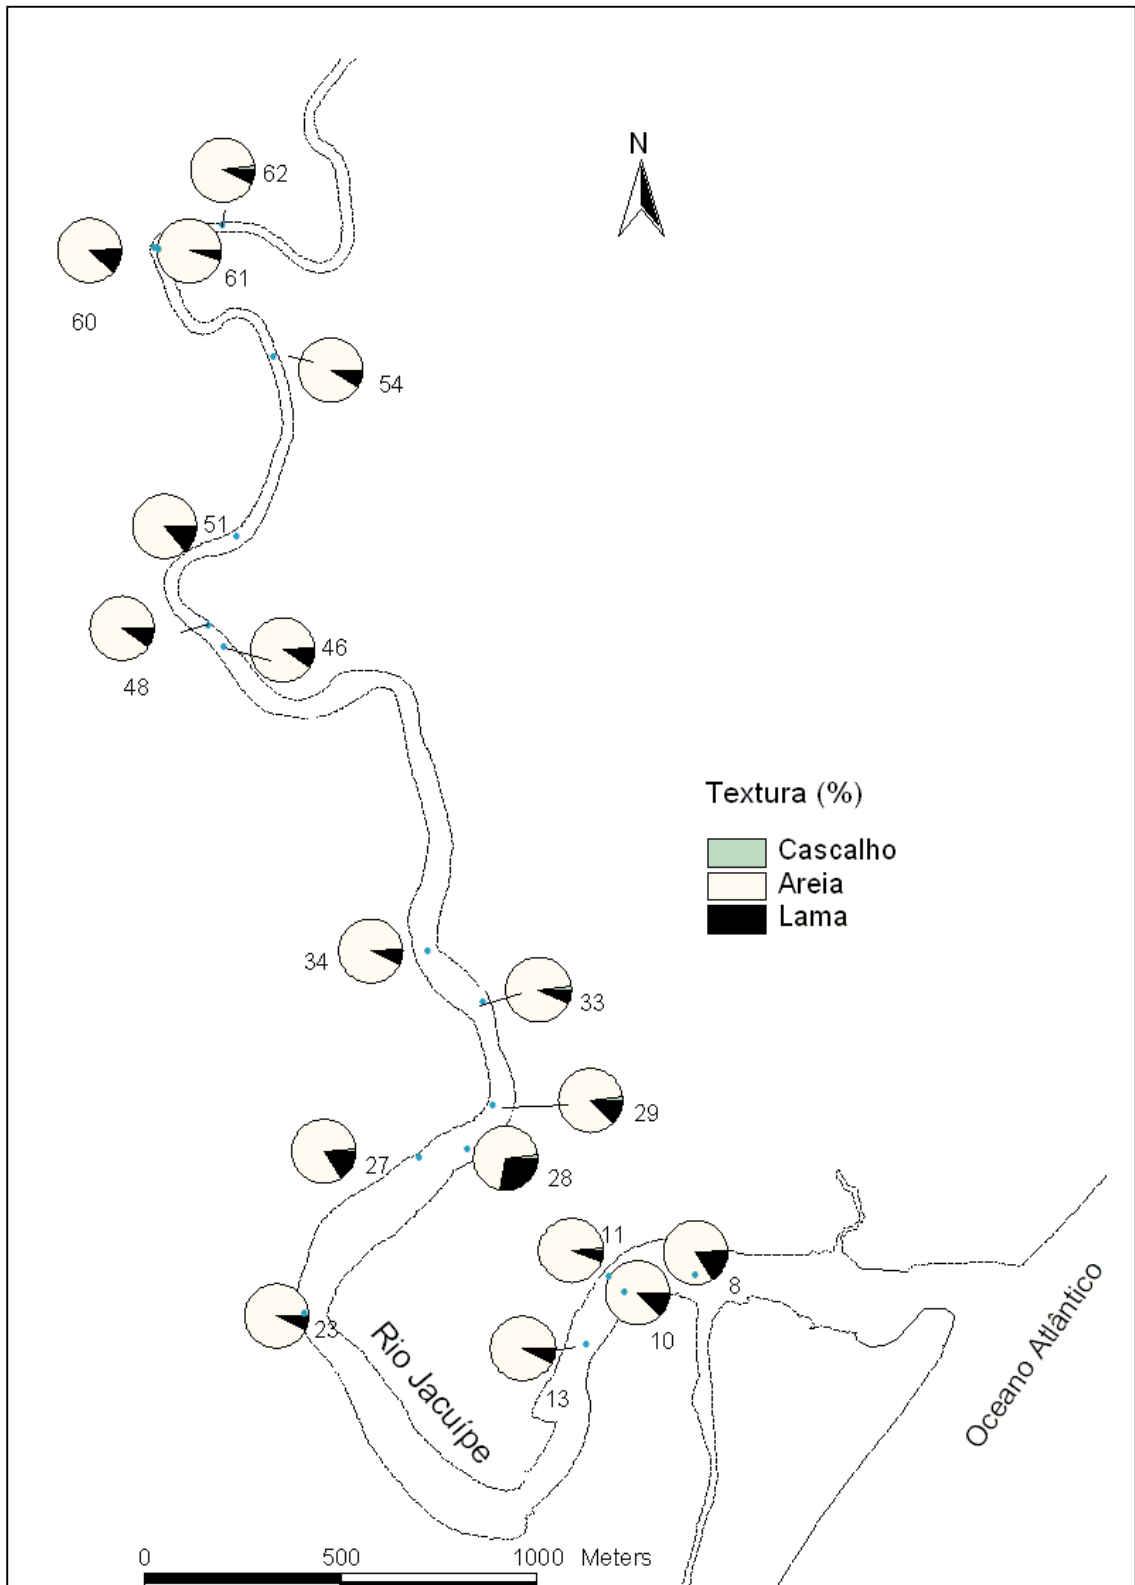 N
62
61
60
54
51
46
48
Textura (%)
Cascalho
Areia
Lama
34
33
29
27
28
11
8
23
10
13
Rio Jacuípe
Oceano Atlântico
0 500 1000 Meters